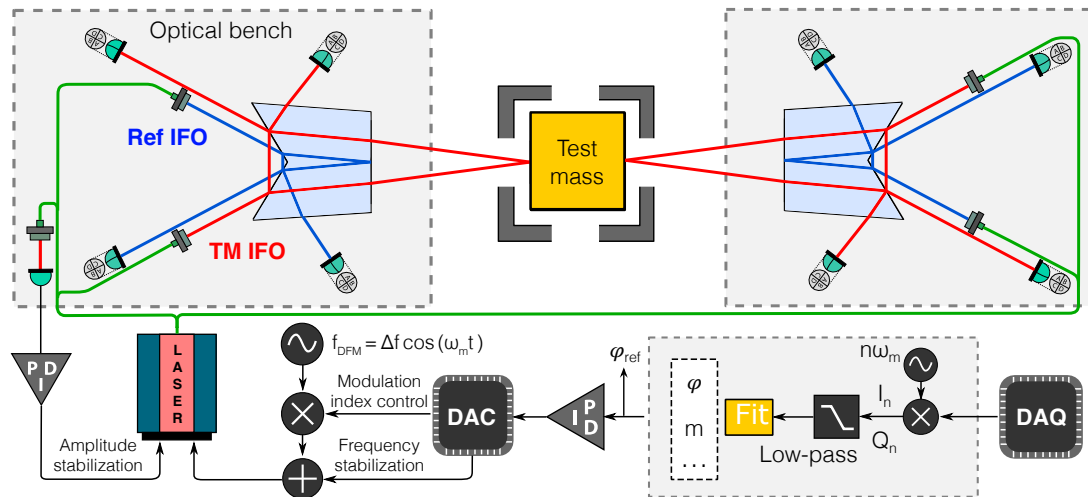 Optical bench
Ref IFO
TM IFO
Test
mass
LASER
P D
I
Amplitude
stabilization
f_DFM = Δf cos(ω_m t)
Modulation
index control
Frequency
stabilization
DAC
P
I D
φ_ref
φ
m
...
Fit
Low-pass
I_n
Q_n
nω_m
DAQ
A B C D
A B C D
A B C D
A B C D
A B C D
A B C D
A B C D
A B C D